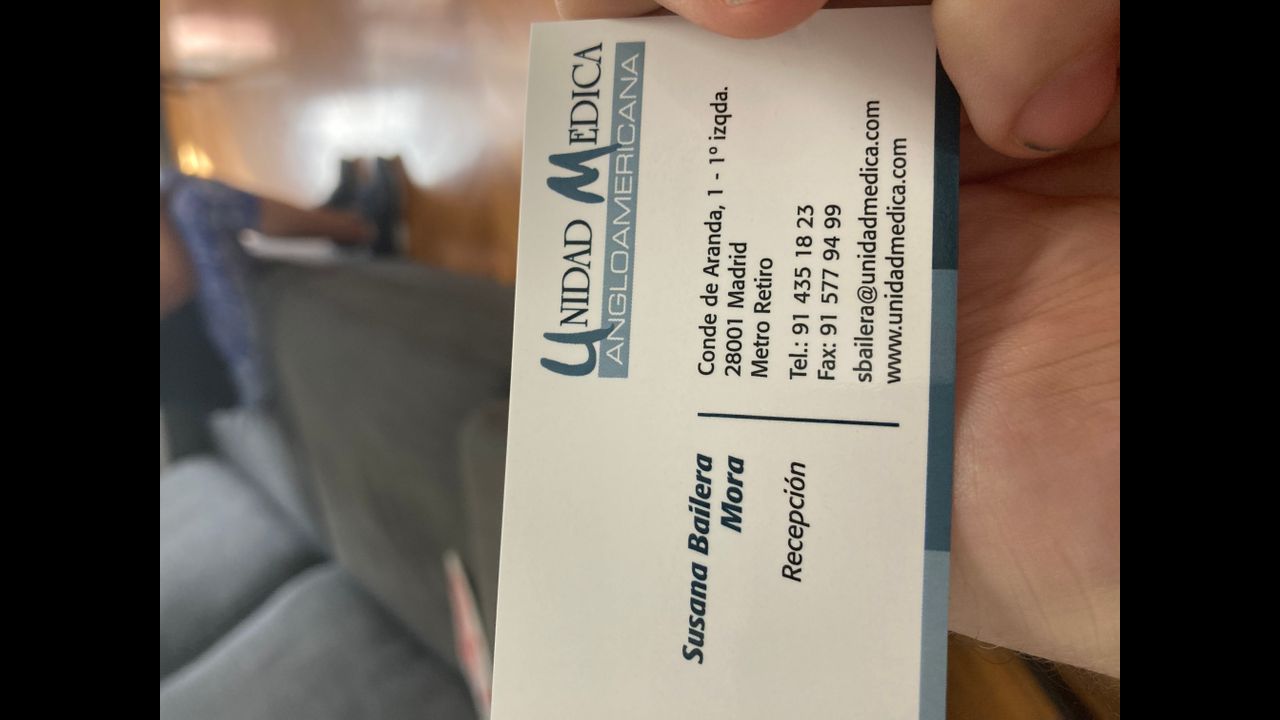 UNIDAD MEDICA
ANGLOAMERICANA
Susana Bailera
Mora
Recepción
Conde de Aranda, 1 - 1º izqda.
28001 Madrid
Metro Retiro
Tel.: 91 435 18 23
Fax: 91 577 94 99
sbailera@unidadmedica.com
www.unidadmedica.com